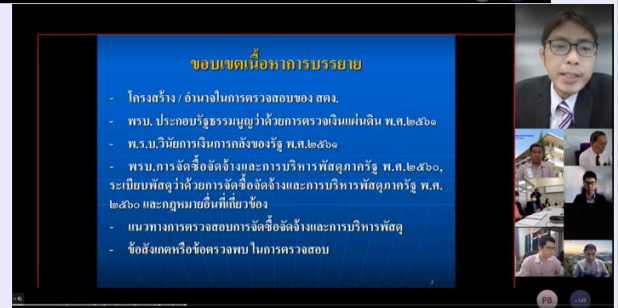 ขอบเขตเนื้อหาการบรรยาย
- โครงสร้าง / อำนาจในการตรวจสอบของ สตง.
- พรบ. ประกอบรัฐธรรมนูญว่าด้วยการตรวจเงินแผ่นดิน พ.ศ.๒๕๖๑
- พ.ร.บ.วินัยการเงินการคลังของรัฐ พ.ศ.๒๕๖๑
- พรบ.การจัดซื้อจัดจ้างและการบริหารพัสดุภาครัฐ พ.ศ.๒๕๖๐,
ระเบียบพัสดุว่าด้วยการจัดซื้อจัดจ้างและการบริหารพัสดุภาครัฐ พ.ศ.
๒๕๖๐ และกฎหมายอื่นที่เกี่ยวข้อง
- แนวทางการตรวจสอบการจัดซื้อจัดจ้างและการบริหารพัสดุ
- ข้อสังเกตหรือข้อตรวจพบ ในการตรวจสอบ
2
PB
+149